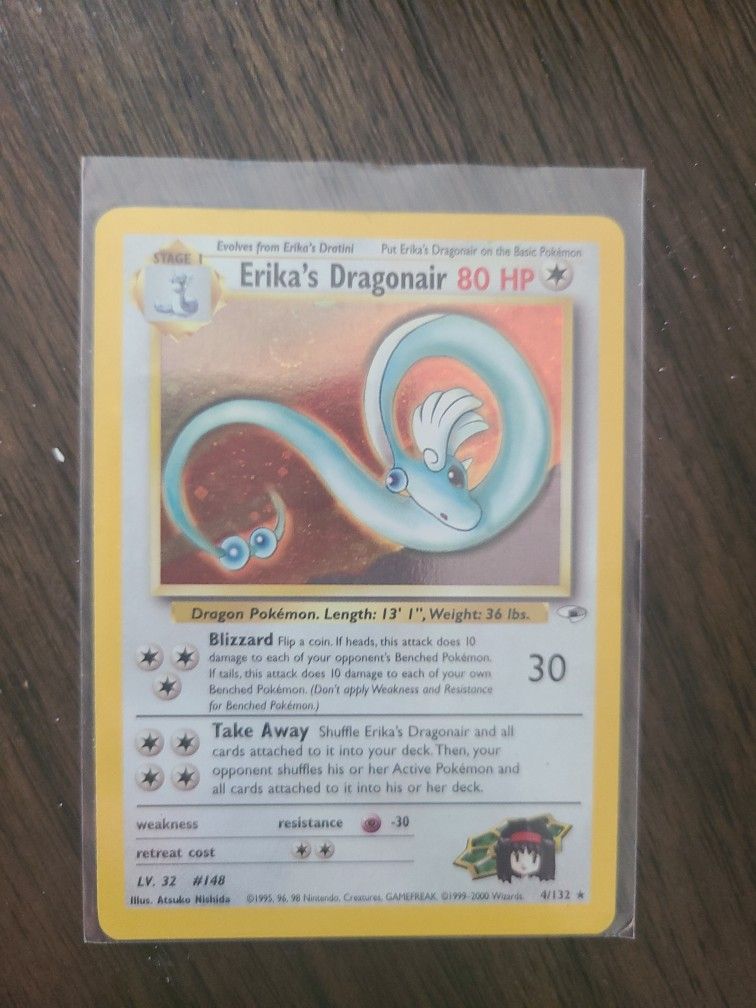 Evolves from Erika's Dratini Put Erika's Dragonair on the Basic Pokémon
STAGE 1
Erika's Dragonair 80 HP
Dragon Pokémon. Length: 13' 1", Weight: 36 lbs.
Blizzard Flip a coin. If heads, this attack does 10
damage to each of your opponent's Benched Pokémon.
If tails, this attack does 10 damage to each of your own
Benched Pokémon. (Don't apply Weakness and Resistance
for Benched Pokémon.)
30
Take Away Shuffle Erika's Dragonair and all
cards attached to it into your deck. Then, your
opponent shuffles his or her Active Pokémon and
all cards attached to it into his or her deck.
weakness resistance -30
retreat cost
LV. 32 #148
Illus. Atsuko Nishida ©1995, 96, 98 Nintendo, Creatures, GAMEFREAK. ©1999-2000 Wizards. 4/132 ★